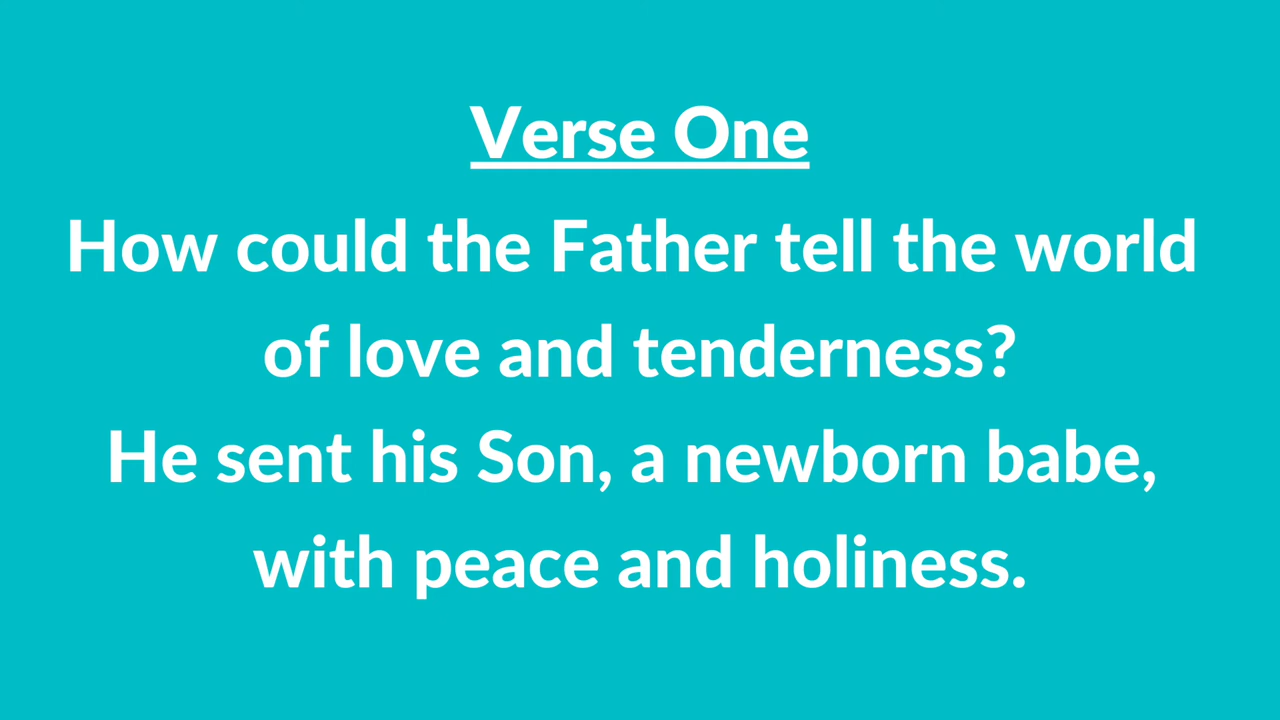 Verse One
How could the Father tell the world
of love and tenderness?
He sent his Son, a newborn babe,
with peace and holiness.